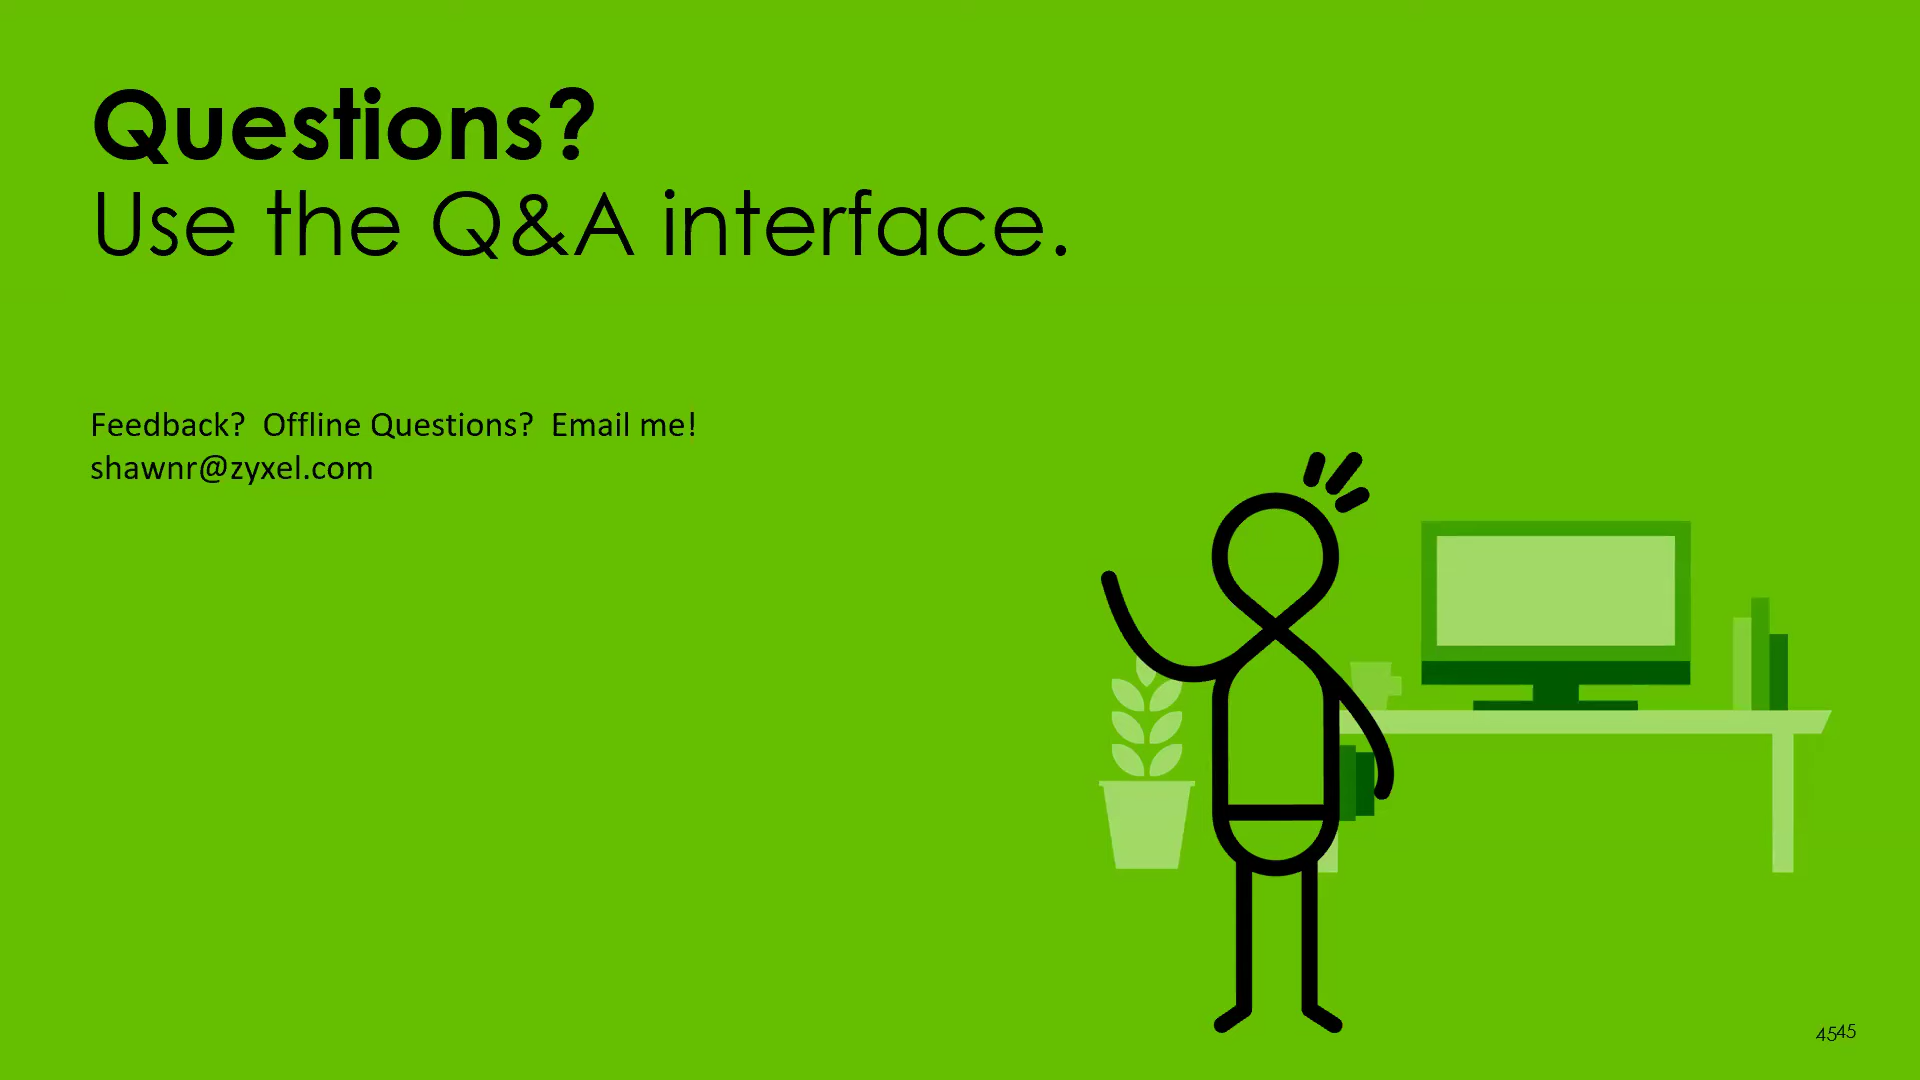 Questions?
Use the Q&A interface.
Feedback?  Offline Questions?  Email me!
shawnr@zyxel.com
4545